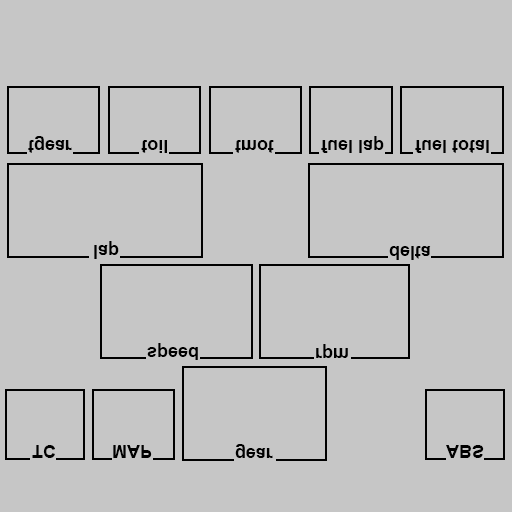 tgear toil tmot fuel lap fuel total
lap delta
speed rpm
TC MAP gear ABS